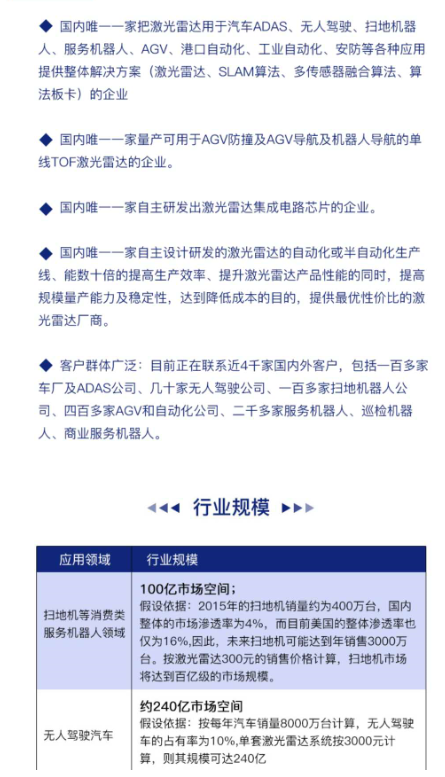 ◆ 国内唯一一家把激光雷达用于汽车ADAS、无人驾驶、扫地机器
人、服务机器人、AGV、港口自动化、工业自动化、安防等各种应用
提供整体解决方案（激光雷达、SLAM算法、多传感器融合算法、算
法板卡）的企业
◆ 国内唯一一家量产可用于AGV防撞及AGV导航及机器人导航的单
线TOF激光雷达的企业。
◆ 国内唯一一家自主研发出激光雷达集成电路芯片的企业。
◆ 国内唯一一家自主设计研发的激光雷达的自动化或半自动化生产
线、能数十倍的提高生产效率、提升激光雷达产品性能的同时，提高
规模量产能力及稳定性，达到降低成本的目的，提供最优性价比的激
光雷达厂商。
◆ 客户群体广泛：目前正在联系近4千家国内外客户，包括一百多家
车厂及ADAS公司、几十家无人驾驶公司、一百多家扫地机器人公
司、四百多家AGV和自动化公司、二千多家服务机器人、巡检机器
人、商业服务机器人。
行业规模
应用领域 行业规模
扫地机等消费类
服务机器人领域
100亿市场空间；
假设依据：2015年的扫地机销量约为400万台，国内
整体的市场渗透率为4%，而目前美国的整体渗透率也
仅为16%,因此，未来扫地机可能达到年销售3000万
台。按激光雷达300元的销售价格计算，扫地机市场
将达到百亿级的市场规模。
无人驾驶汽车
约240亿市场空间
假设依据：按每年汽车销量8000万台计算，无人驾驶
车的占有率为10%,单套激光雷达系统按3000元计
算，则其规模可达240亿